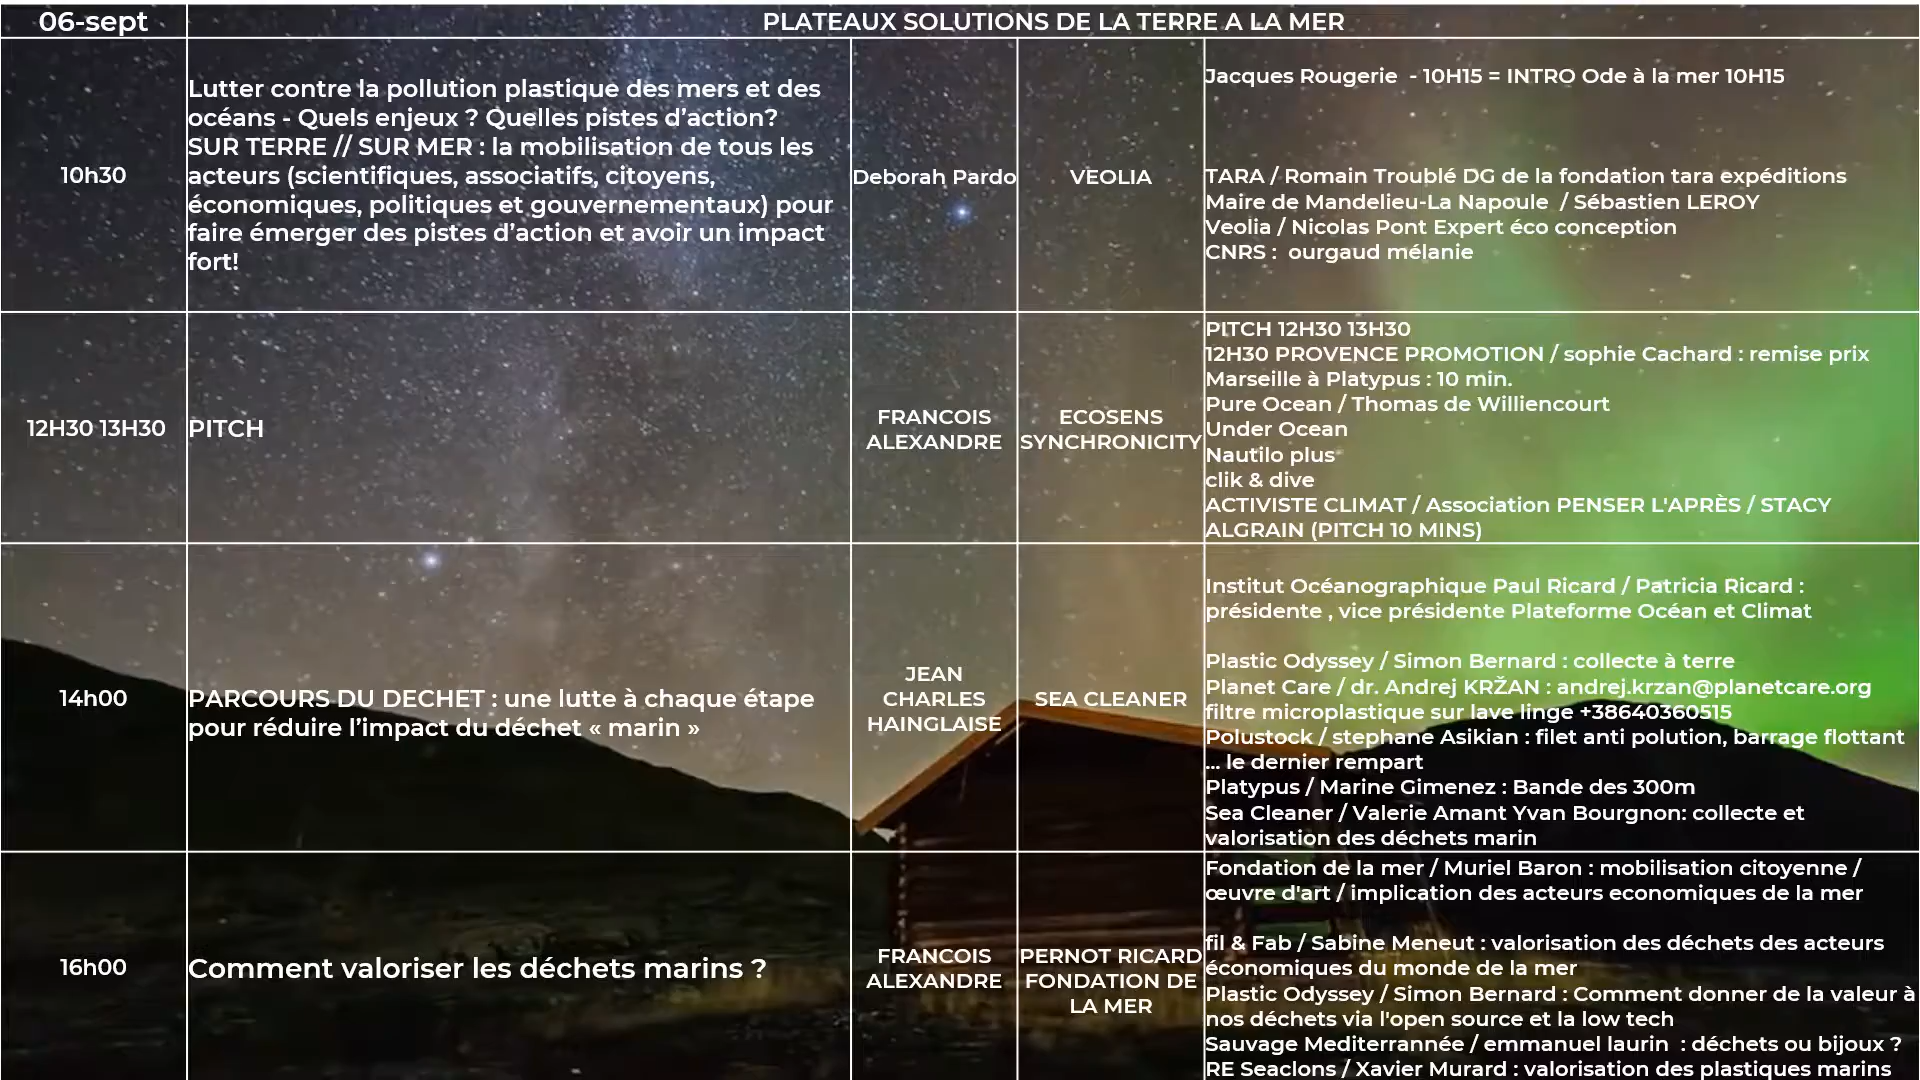 06-sept
PLATEAUX SOLUTIONS DE LA TERRE A LA MER
10h30
Lutter contre la pollution plastique des mers et des
océans - Quels enjeux ? Quelles pistes d’action?
SUR TERRE // SUR MER : la mobilisation de tous les
acteurs (scientifiques, associatifs, citoyens,
économiques, politiques et gouvernementaux) pour
faire émerger des pistes d’action et avoir un impact
fort!
Deborah Pardo
VEOLIA
Jacques Rougerie - 10H15 = INTRO Ode à la mer 10H15
TARA / Romain Troublé DG de la fondation tara expéditions
Maire de Mandelieu-La Napoule / Sébastien LEROY
Veolia / Nicolas Pont Expert éco conception
CNRS : ourgaud mélanie
12H30 13H30
PITCH
FRANCOIS
ALEXANDRE
ECOSENS
SYNCHRONICITY
PITCH 12H30 13H30
12H30 PROVENCE PROMOTION / sophie Cachard : remise prix
Marseille à Platypus : 10 min.
Pure Ocean / Thomas de Williencourt
Under Ocean
Nautilo plus
clik & dive
ACTIVISTE CLIMAT / Association PENSER L'APRÈS / STACY
ALGRAIN (PITCH 10 MINS)
14h00
PARCOURS DU DECHET : une lutte à chaque étape
pour réduire l’impact du déchet « marin »
JEAN
CHARLES
HAINGLAISE
SEA CLEANER
Institut Océanographique Paul Ricard / Patricia Ricard :
présidente , vice présidente Plateforme Océan et Climat
Plastic Odyssey / Simon Bernard : collecte à terre
Planet Care / dr. Andrej KRŽAN : andrej.krzan@planetcare.org
filtre microplastique sur lave linge +38640360515
Polustock / stephane Asikian : filet anti polution, barrage flottant
... le dernier rempart
Platypus / Marine Gimenez : Bande des 300m
Sea Cleaner / Valerie Amant Yvan Bourgnon: collecte et
valorisation des déchets marin
16h00
Comment valoriser les déchets marins ?
FRANCOIS
ALEXANDRE
PERNOT RICARD
FONDATION DE
LA MER
Fondation de la mer / Muriel Baron : mobilisation citoyenne /
œuvre d'art / implication des acteurs economiques de la mer
fil & Fab / Sabine Meneut : valorisation des déchets des acteurs
économiques du monde de la mer
Plastic Odyssey / Simon Bernard : Comment donner de la valeur à
nos déchets via l'open source et la low tech
Sauvage Mediterrannée / emmanuel laurin : déchets ou bijoux ?
RE Seaclons / Xavier Murard : valorisation des plastiques marins